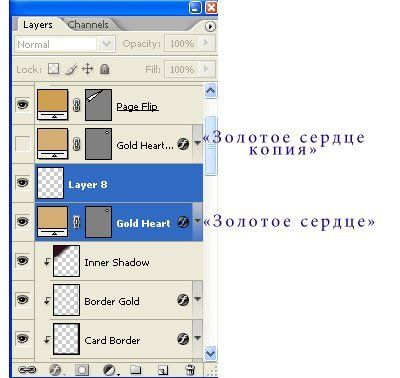 Layers Channels
Normal Opacity: 100%
Lock: Fill: 100%
Page Flip
Gold Heart... «Золотое сердце
копия»
Layer 8
Gold Heart «Золотое сердце»
Inner Shadow
Border Gold
Card Border